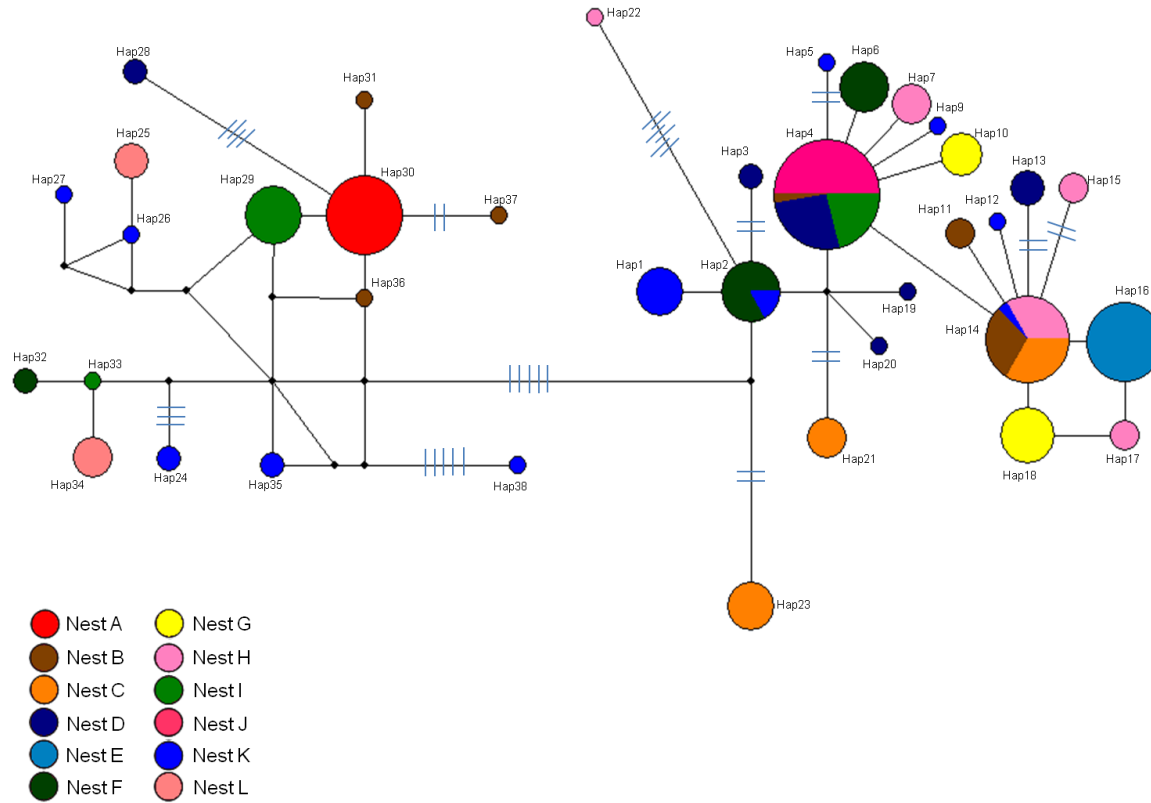 Hap22
Hap28
Hap5
Hap6
Hap31
Hap7
Hap9
Hap25
Hap4
Hap10
Hap3
Hap13
Hap27
Hap29
Hap30
Hap15
Hap37
Hap12
Hap11
Hap26
Hap1
Hap2
Hap36
Hap16
Hap19
Hap14
Hap32
Hap33
Hap20
Hap21
Hap17
Hap34
Hap24
Hap35
Hap18
Hap38
Hap23
Nest A
Nest G
Nest B
Nest H
Nest C
Nest I
Nest D
Nest J
Nest E
Nest K
Nest F
Nest L